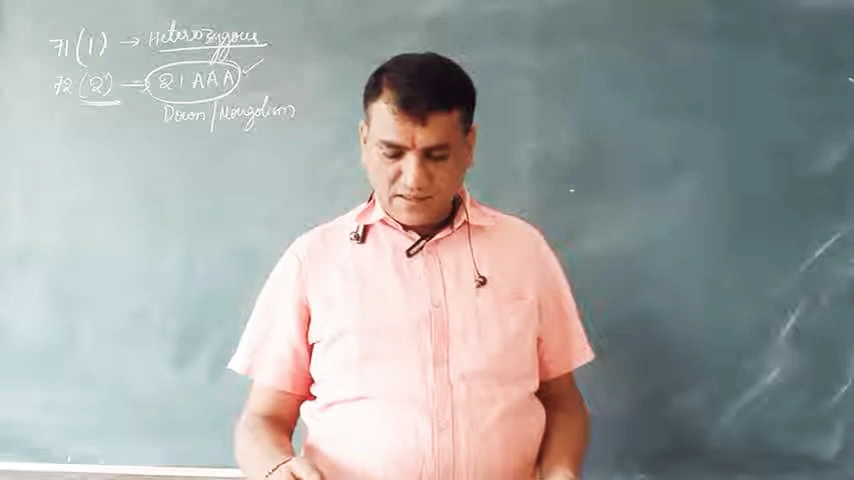 71 (1) → Heterozygous
72 (2) = 21 AAA ✓
Down/Mongolism